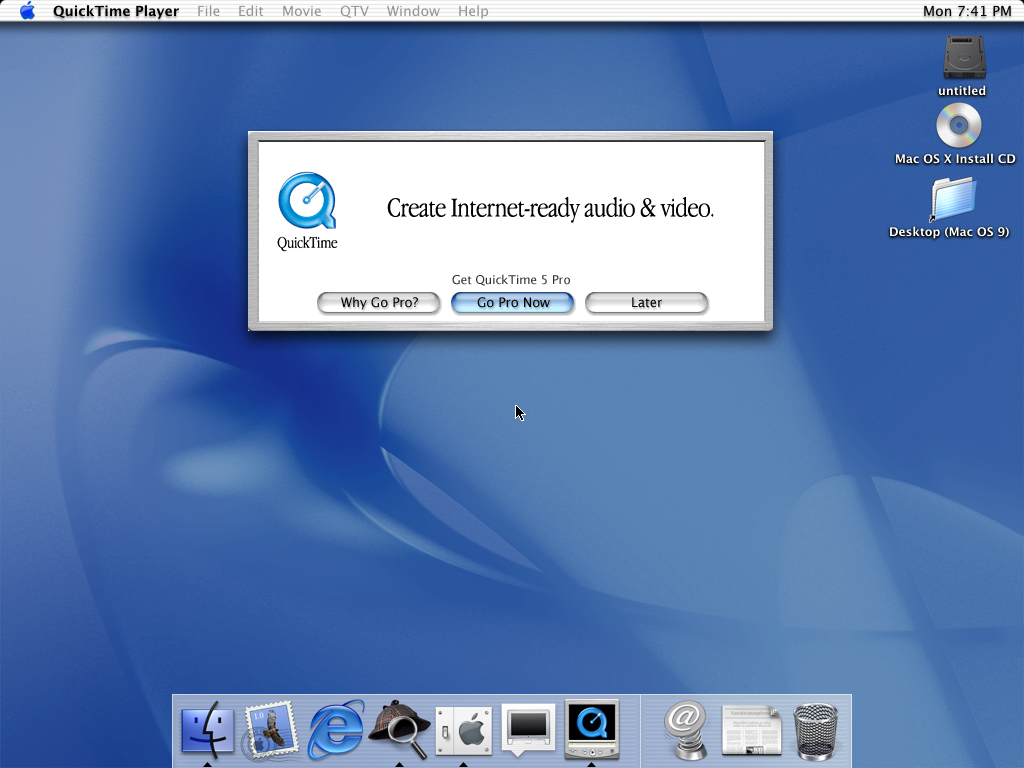 QuickTime Player File Edit Movie QTV Window Help Mon 7:41 PM
untitled
Mac OS X Install CD
Desktop (Mac OS 9)
QuickTime
Create Internet-ready audio & video.
Get QuickTime 5 Pro
Why Go Pro? Go Pro Now Later
1.0
@